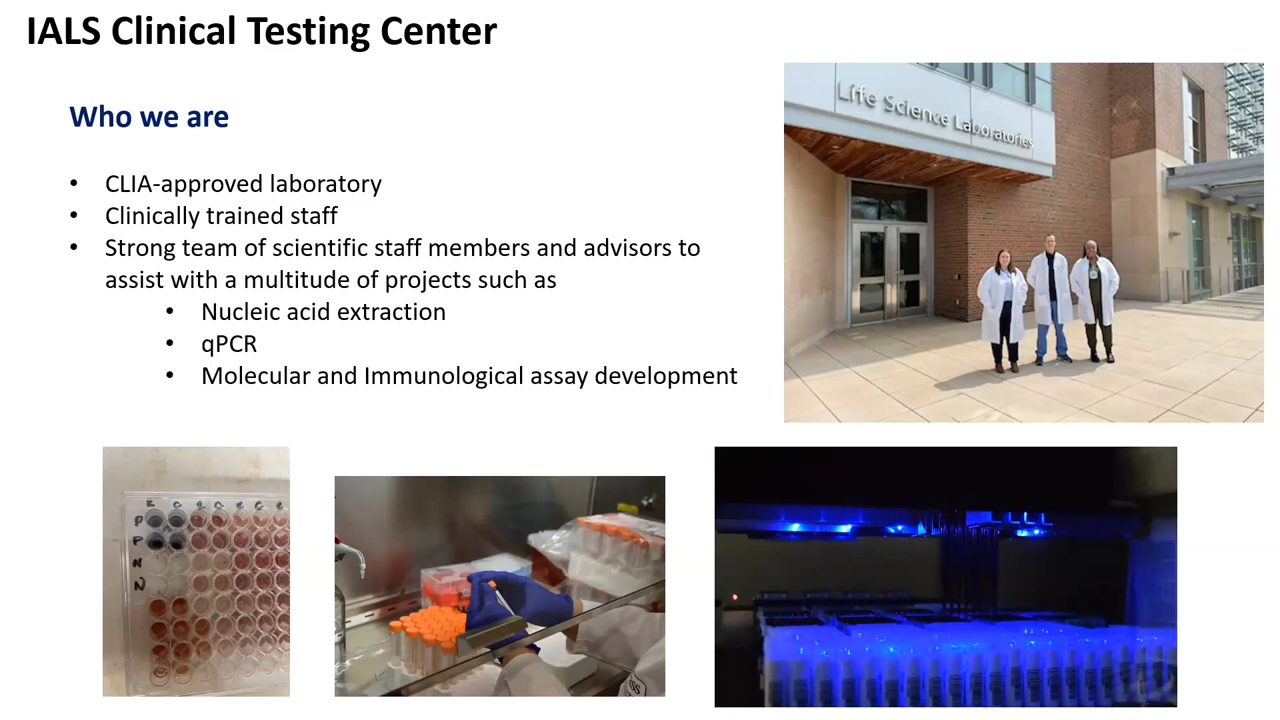 IALS Clinical Testing Center
Who we are
• CLIA-approved laboratory
• Clinically trained staff
• Strong team of scientific staff members and advisors to
assist with a multitude of projects such as
• Nucleic acid extraction
• qPCR
• Molecular and Immunological assay development
Life Science Laboratories
P
P
N
N